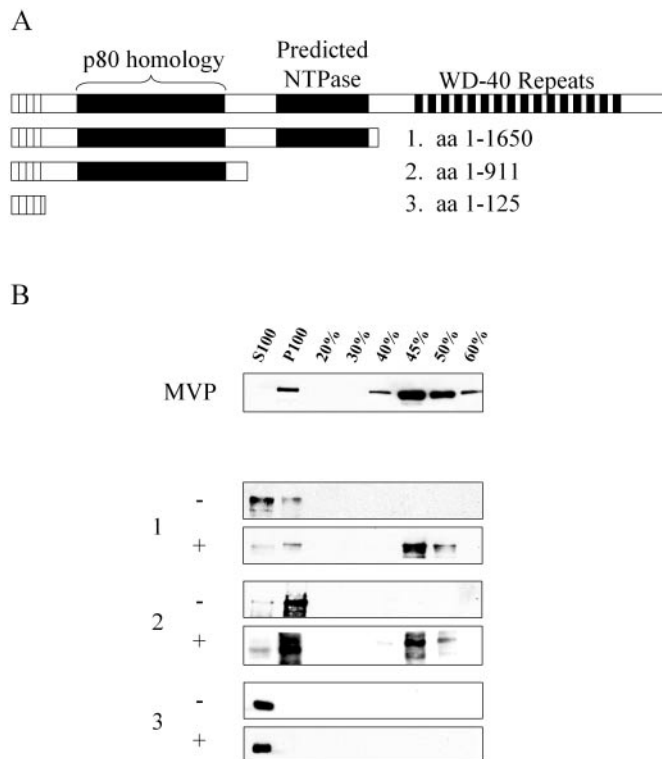 A
p80 homology
Predicted
NTPase
WD-40 Repeats
1. aa 1-1650
2. aa 1-911
3. aa 1-125
B
S100 P100 20% 30% 40% 45% 50% 60%
MVP
1
-
+
2
-
+
3
-
+